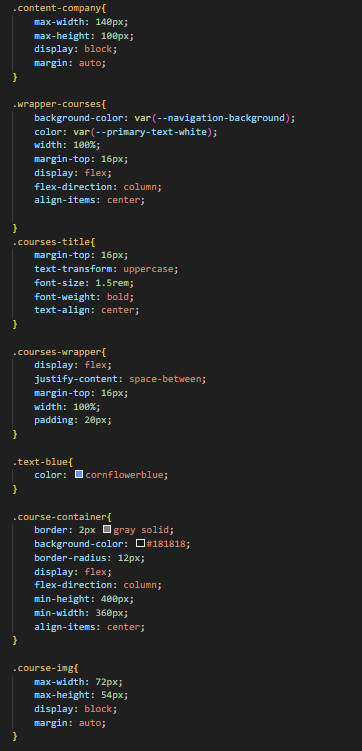 .content-company{
max-width: 140px;
max-height: 100px;
display: block;
margin: auto;
}
.wrapper-courses{
background-color: var(--navigation-background);
color: var(--primary-text-white);
width: 100%;
margin-top: 16px;
display: flex;
flex-direction: column;
align-items: center;
}
.courses-title{
margin-top: 16px;
text-transform: uppercase;
font-size: 1.5rem;
font-weight: bold;
text-align: center;
}
.courses-wrapper{
display: flex;
justify-content: space-between;
margin-top: 16px;
width: 100%;
padding: 20px;
}
.text-blue{
color: cornflowerblue;
}
.course-container{
border: 2px gray solid;
background-color: #181818;
border-radius: 12px;
display: flex;
flex-direction: column;
min-height: 400px;
min-width: 360px;
align-items: center;
}
.course-img{
max-width: 72px;
max-height: 54px;
display: block;
margin: auto;
}